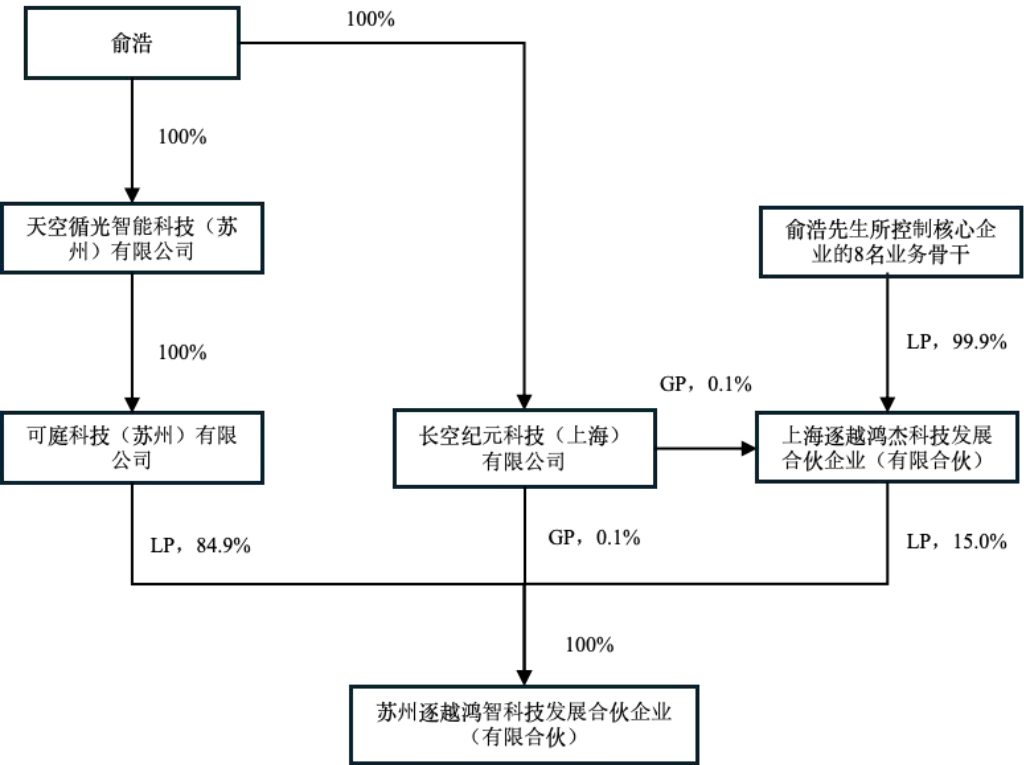 俞浩
100%
100%
天空循光智能科技（苏
州）有限公司
俞浩先生所控制核心企
业的8名业务骨干
100%
LP，99.9%
GP，0.1%
可庭科技（苏州）有限
公司
长空纪元科技（上海）
有限公司
上海逐越鸿杰科技发展
合伙企业（有限合伙）
LP，84.9%
GP，0.1%
LP，15.0%
100%
苏州逐越鸿智科技发展合伙企业
（有限合伙）